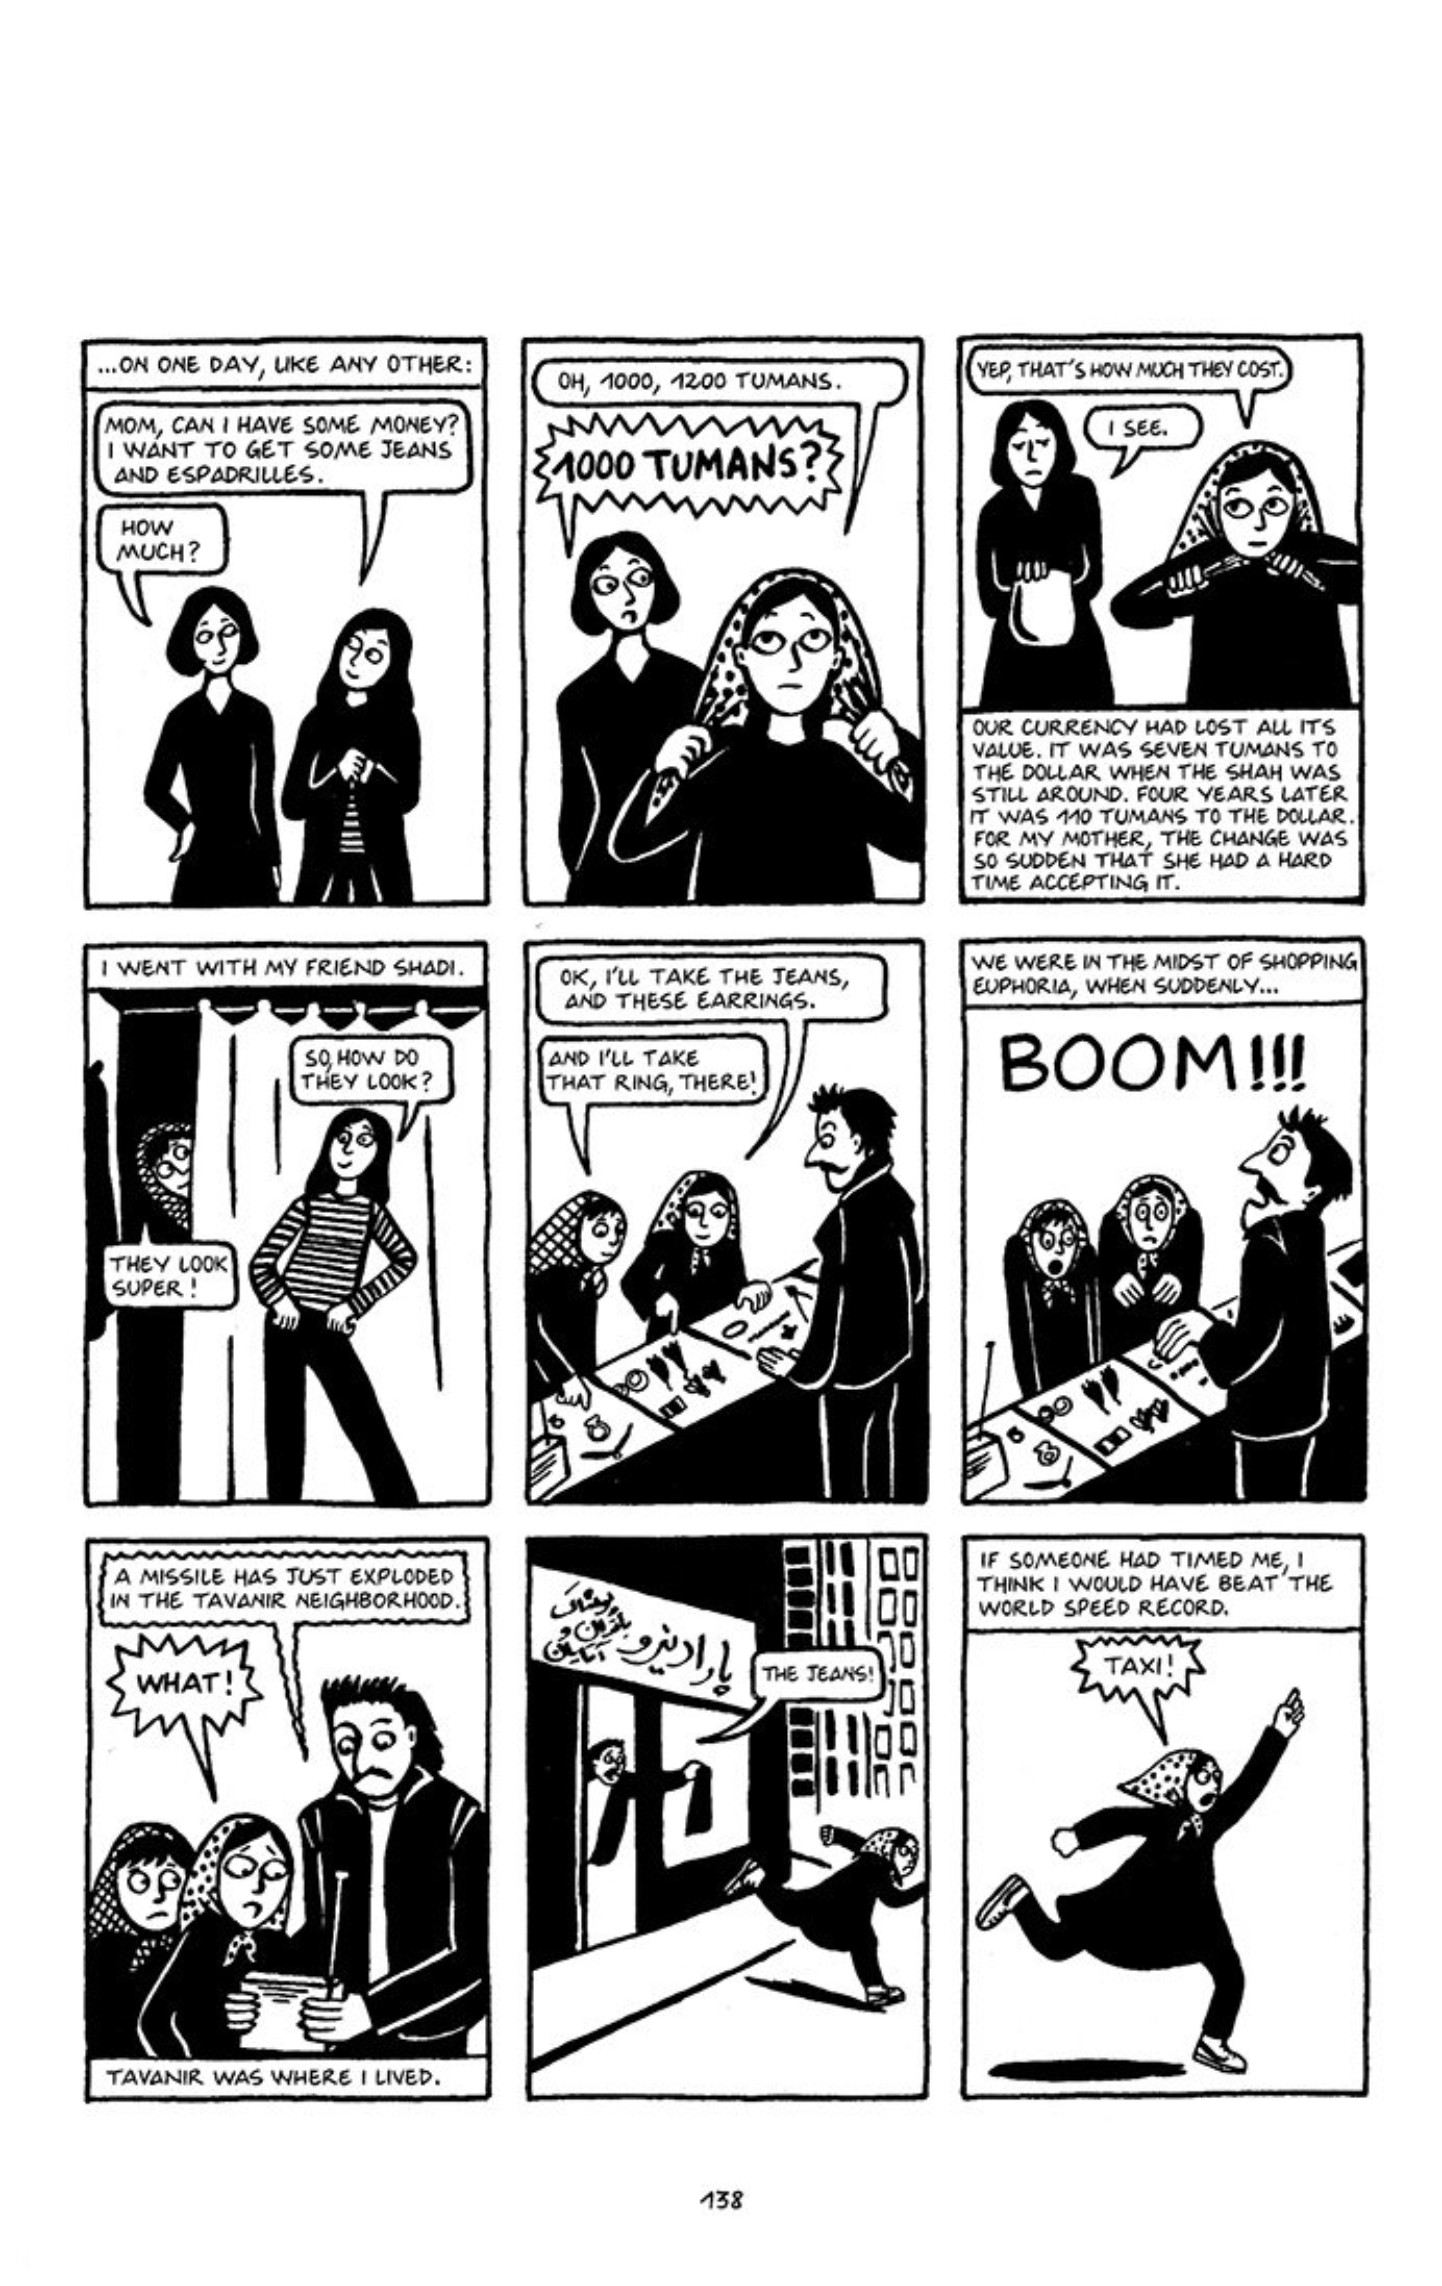 ...ON ONE DAY, LIKE ANY OTHER:
MOM, CAN I HAVE SOME MONEY?
I WANT TO GET SOME JEANS
AND ESPADRILLES.
HOW
MUCH?
OH, 1000, 1200 TUMANS.
1000 TUMANS?
YEP, THAT'S HOW MUCH THEY COST.
I SEE.
OUR CURRENCY HAD LOST ALL ITS
VALUE. IT WAS SEVEN TUMANS TO
THE DOLLAR WHEN THE SHAH WAS
STILL AROUND. FOUR YEARS LATER
IT WAS 110 TUMANS TO THE DOLLAR.
FOR MY MOTHER, THE CHANGE WAS
SO SUDDEN THAT SHE HAD A HARD
TIME ACCEPTING IT.
I WENT WITH MY FRIEND SHADI.
SO, HOW DO
THEY LOOK?
THEY LOOK
SUPER!
OK, I'LL TAKE THE JEANS,
AND THESE EARRINGS.
AND I'LL TAKE
THAT RING, THERE!
WE WERE IN THE MIDST OF SHOPPING
EUPHORIA, WHEN SUDDENLY...
BOOM!!!
A MISSILE HAS JUST EXPLODED
IN THE TAVANIR NEIGHBORHOOD.
WHAT!
TAVANIR WAS WHERE I LIVED.
پوشاک
THE JEANS!
IF SOMEONE HAD TIMED ME, I
THINK I WOULD HAVE BEAT THE
WORLD SPEED RECORD.
TAXI!
138